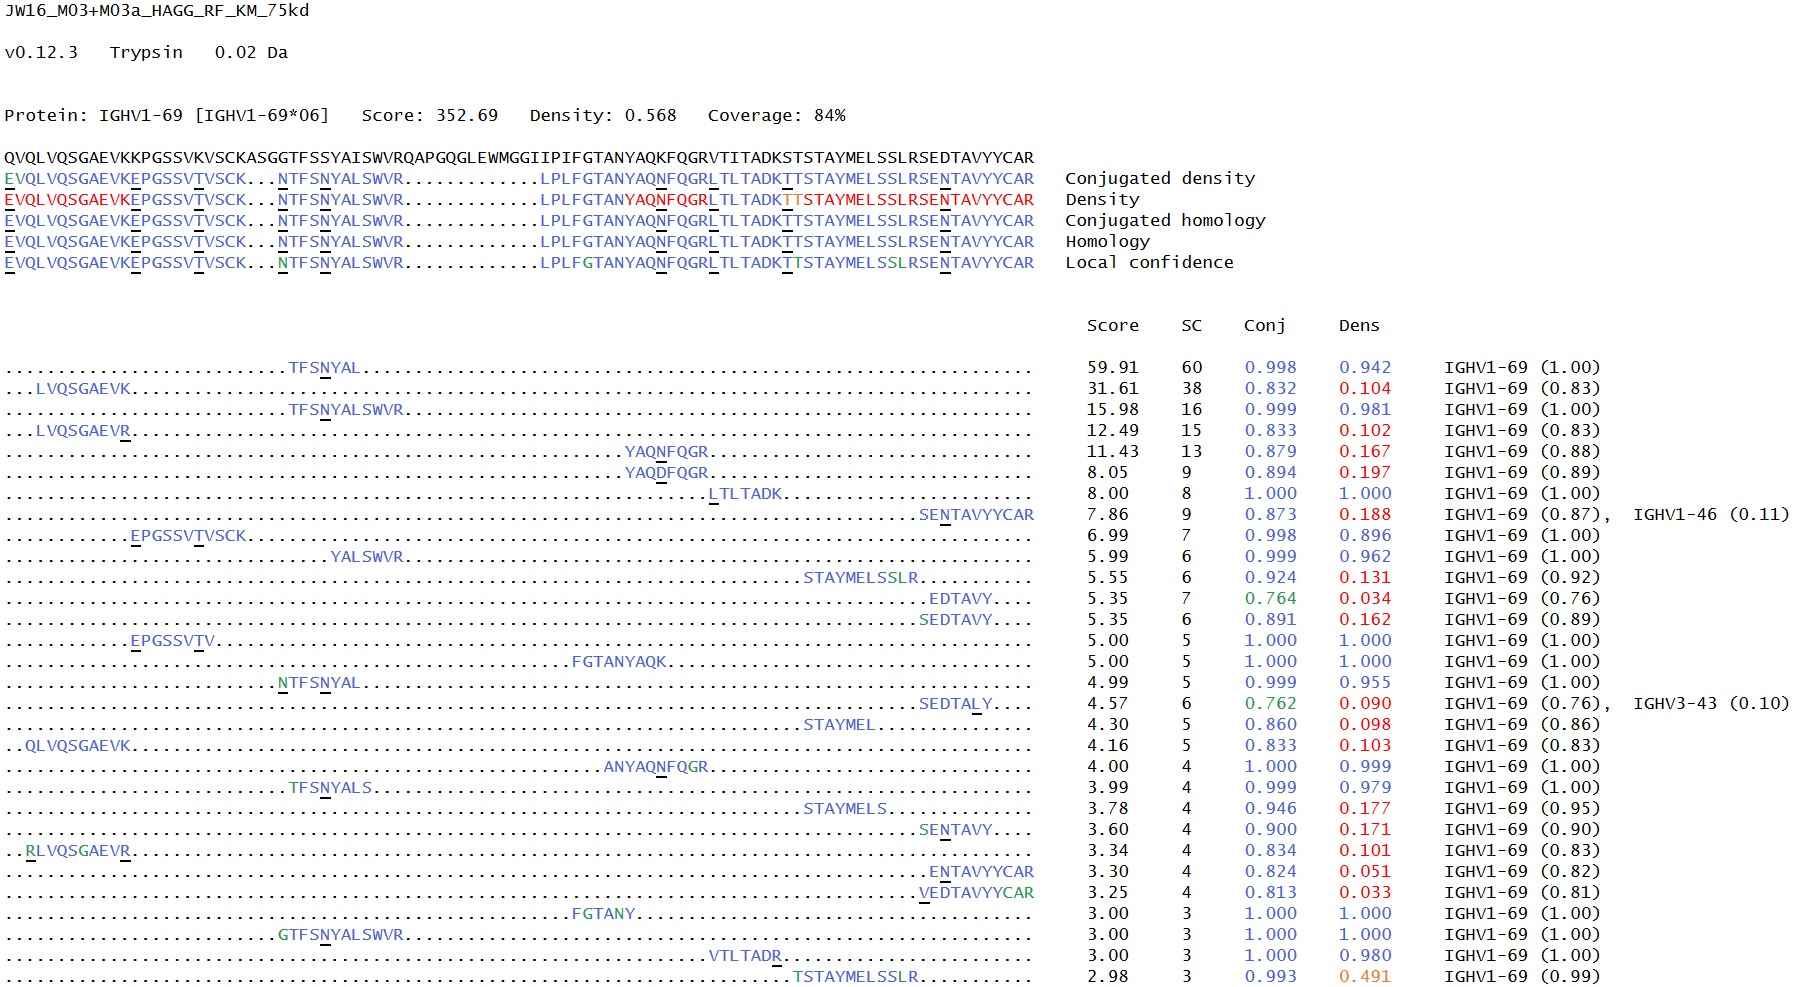 JW16_M03+M03a_HAGG_RF_KM_75kd
v0.12.3 Trypsin 0.02 Da
Protein: IGHV1-69 [IGHV1-69*06] Score: 352.69 Density: 0.568 Coverage: 84%
QVQLVQSGAEVKKPGSSVKVSCKASGGTFSSYAISWVRQAPGQGLEWMGGIIPIFGTANYAQKFQGRVTITADKSTSTAYMELSSLRSEDTAVYYCAR
EVQLVQSGAEVKEPGSSVTVSCK...NTFSNYALSWVR.............LPLFGTANYAQNFQGRLTLTADKTTSTAYMELSSLRSENTAVYYCAR Conjugated density
EVQLVQSGAEVKEPGSSVTVSCK...NTFSNYALSWVR.............LPLFGTANYAQNFQGRLTLTADKTTSTAYMELSSLRSENTAVYYCAR Density
EVQLVQSGAEVKEPGSSVTVSCK...NTFSNYALSWVR.............LPLFGTANYAQNFQGRLTLTADKTTSTAYMELSSLRSENTAVYYCAR Conjugated homology
EVQLVQSGAEVKEPGSSVTVSCK...NTFSNYALSWVR.............LPLFGTANYAQNFQGRLTLTADKTTSTAYMELSSLRSENTAVYYCAR Homology
EVQLVQSGAEVKEPGSSVTVSCK...NTFSNYALSWVR.............LPLFGTANYAQNFQGRLTLTADKTTSTAYMELSSLRSENTAVYYCAR Local confidence
Score SC Conj Dens
...........................TFSNYAL................................................................ 59.91 60 0.998 0.942 IGHV1-69 (1.00)
...LVQSGAEVK...................................................................................... 31.61 38 0.832 0.104 IGHV1-69 (0.83)
...........................TFSNYALSWVR............................................................ 15.98 16 0.999 0.981 IGHV1-69 (1.00)
...LVQSGAEVR...................................................................................... 12.49 15 0.833 0.102 IGHV1-69 (0.83)
...........................................................YAQNFQGR............................... 11.43 13 0.879 0.167 IGHV1-69 (0.88)
...........................................................YAQDFQGR............................... 8.05 9 0.894 0.197 IGHV1-69 (0.89)
...................................................................LTLTADK........................ 8.00 8 1.000 1.000 IGHV1-69 (1.00)
.......................................................................................SENTAVYYCAR 7.86 9 0.873 0.188 IGHV1-69 (0.87), IGHV1-46 (0.11)
............EPGSSVTVSCK........................................................................... 6.99 7 0.998 0.896 IGHV1-69 (1.00)
...............................YALSWVR............................................................ 5.99 6 0.999 0.962 IGHV1-69 (1.00)
............................................................................STAYMELSSLR........... 5.55 6 0.924 0.131 IGHV1-69 (0.92)
........................................................................................EDTAVY.... 5.35 7 0.764 0.034 IGHV1-69 (0.76)
.......................................................................................SEDTAVY.... 5.35 6 0.891 0.162 IGHV1-69 (0.89)
............EPGSSVTV.............................................................................. 5.00 5 1.000 1.000 IGHV1-69 (1.00)
......................................................FGTANYAQK................................... 5.00 5 1.000 1.000 IGHV1-69 (1.00)
..........................NTFSNYAL................................................................ 4.99 5 0.999 0.955 IGHV1-69 (1.00)
.......................................................................................SEDTALY.... 4.57 6 0.762 0.090 IGHV1-69 (0.76), IGHV3-43 (0.10)
............................................................................STAYMEL............... 4.30 5 0.860 0.098 IGHV1-69 (0.86)
..QLVQSGAEVK...................................................................................... 4.16 5 0.833 0.103 IGHV1-69 (0.83)
.........................................................ANYAQNFQGR............................... 4.00 4 1.000 0.999 IGHV1-69 (1.00)
...........................TFSNYALS............................................................... 3.99 4 0.999 0.979 IGHV1-69 (1.00)
............................................................................STAYMELS.............. 3.78 4 0.946 0.177 IGHV1-69 (0.95)
.......................................................................................SENTAVY.... 3.60 4 0.900 0.171 IGHV1-69 (0.90)
..RLVQSGAEVR...................................................................................... 3.34 4 0.834 0.101 IGHV1-69 (0.83)
........................................................................................ENTAVYYCAR 3.30 4 0.824 0.051 IGHV1-69 (0.82)
.......................................................................................VEDTAVYYCAR 3.25 4 0.813 0.033 IGHV1-69 (0.81)
......................................................FGTANY...................................... 3.00 3 1.000 1.000 IGHV1-69 (1.00)
..........................GTFSNYALSWVR............................................................ 3.00 3 1.000 1.000 IGHV1-69 (1.00)
...................................................................VTLTADR........................ 3.00 3 1.000 0.980 IGHV1-69 (1.00)
...........................................................................TSTAYMELSSLR........... 2.98 3 0.993 0.491 IGHV1-69 (0.99)